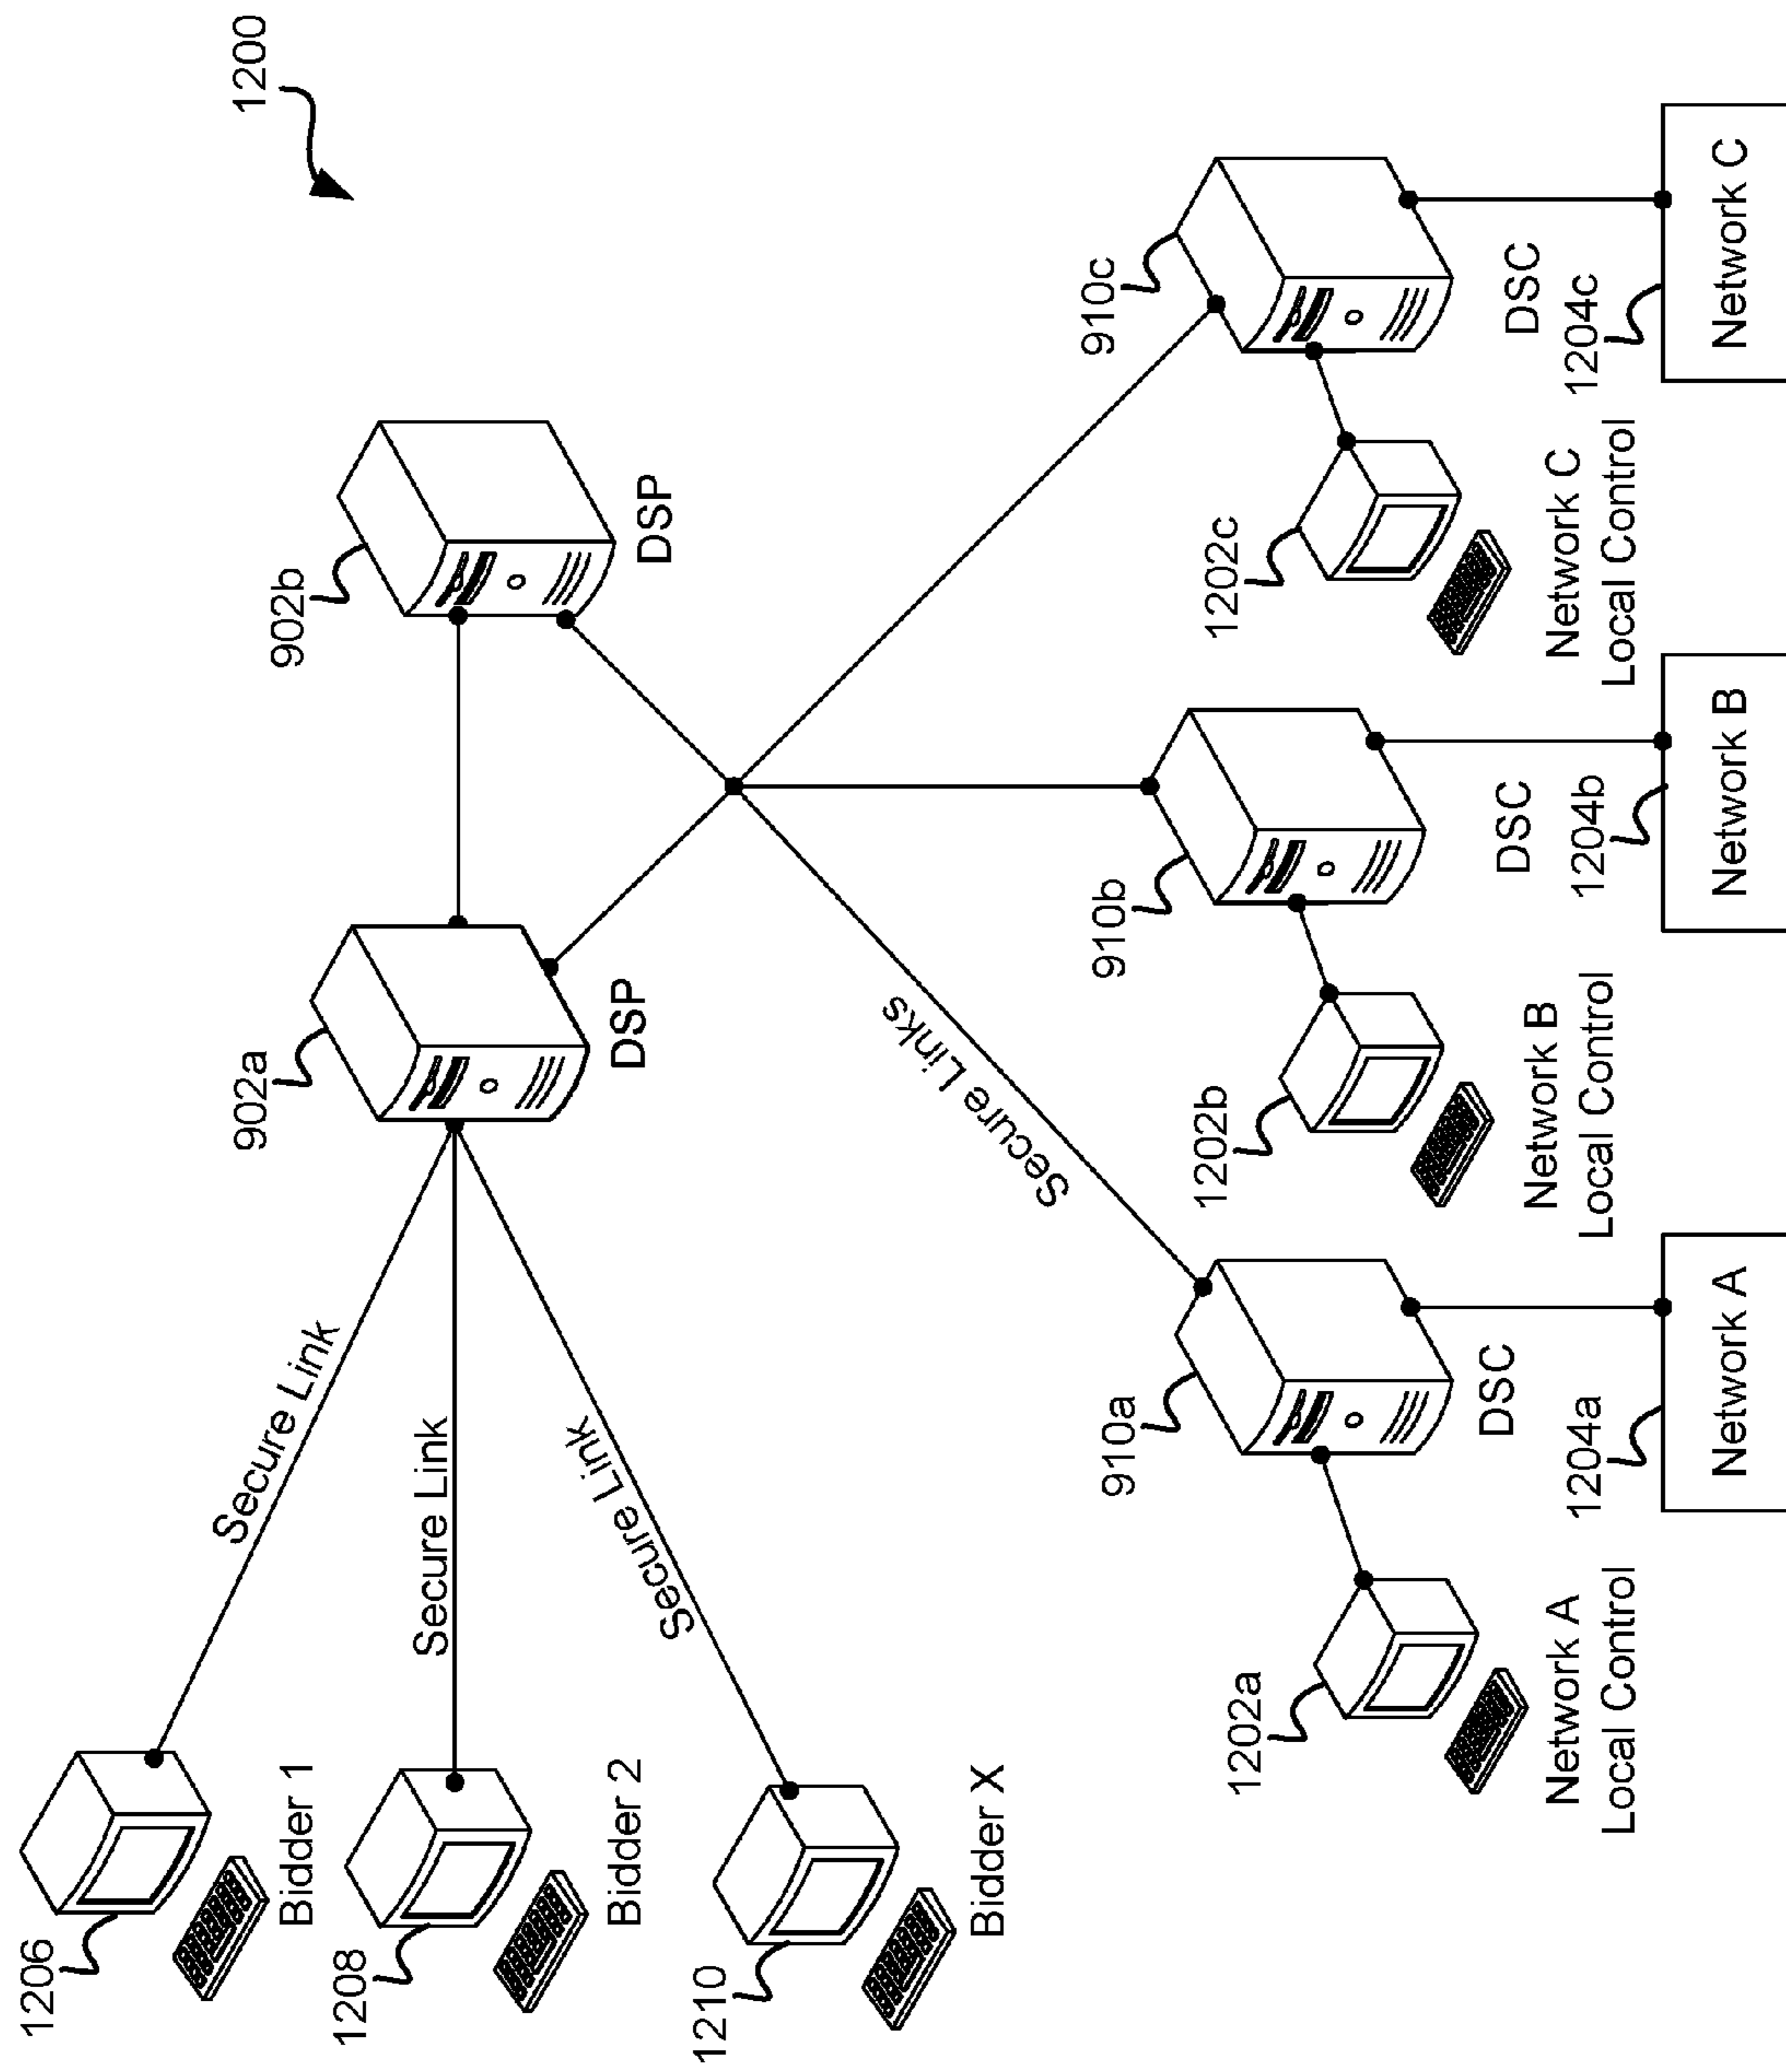 1200
1206
Bidder 1
Secure Link
902a
DSP
902b
DSP
1208
Bidder 2
Secure Link
1210
Bidder X
Secure Link
Secure Links
910a
DSC
910b
DSC
910c
DSC
1202a
Network A
Local Control
1202b
Network B
Local Control
1202c
Network C
Local Control
1204a
Network A
1204b
Network B
1204c
Network C